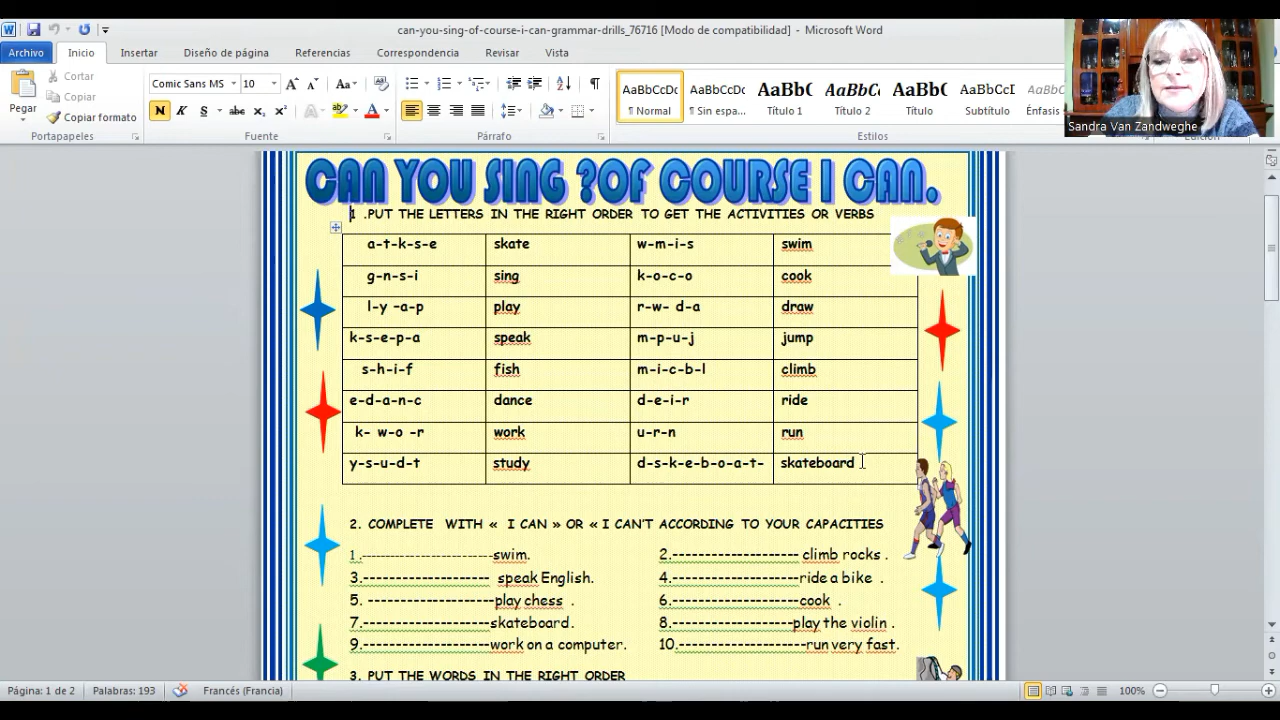 can-you-sing-of-course-i-can-grammar-drills_76716 [Modo de compatibilidad] - Microsoft Word
Archivo Inicio Insertar Diseño de página Referencias Correspondencia Revisar Vista
Pegar
Cortar
Copiar
Copiar formato
Portapapeles
Comic Sans MS 10
Fuente
Párrafo
AaBbCcDc AaBbCcDc AaBbC AaBbCc AaBbC AaBbCcI
¶ Normal ¶ Sin espa... Título 1 Título 2 Título Subtítulo Énfasis
Estilos
Sandra Van Zandweghe
CAN YOU SING ?OF COURSE I CAN.
1 .PUT THE LETTERS IN THE RIGHT ORDER TO GET THE ACTIVITIES OR VERBS
a-t-k-s-e skate w-m-i-s swim
g-n-s-i sing k-o-c-o cook
l-y -a-p play r-w- d-a draw
k-s-e-p-a speak m-p-u-j jump
s-h-i-f fish m-i-c-b-l climb
e-d-a-n-c dance d-e-i-r ride
k- w-o -r work u-r-n run
y-s-u-d-t study d-s-k-e-b-o-a-t- skateboard
2. COMPLETE WITH « I CAN » OR « I CAN'T ACCORDING TO YOUR CAPACITIES
1.-----------------------swim. 2.------------------- climb rocks .
3.------------------- speak English. 4.-------------------ride a bike .
5. -------------------play chess . 6.-------------------cook .
7.-------------------skateboard. 8.------------------play the violin .
9.-------------------work on a computer. 10.-------------------run very fast.
3. PUT THE WORDS IN THE RIGHT ORDER
Página: 1 de 2 Palabras: 193 Francés (Francia) 100%